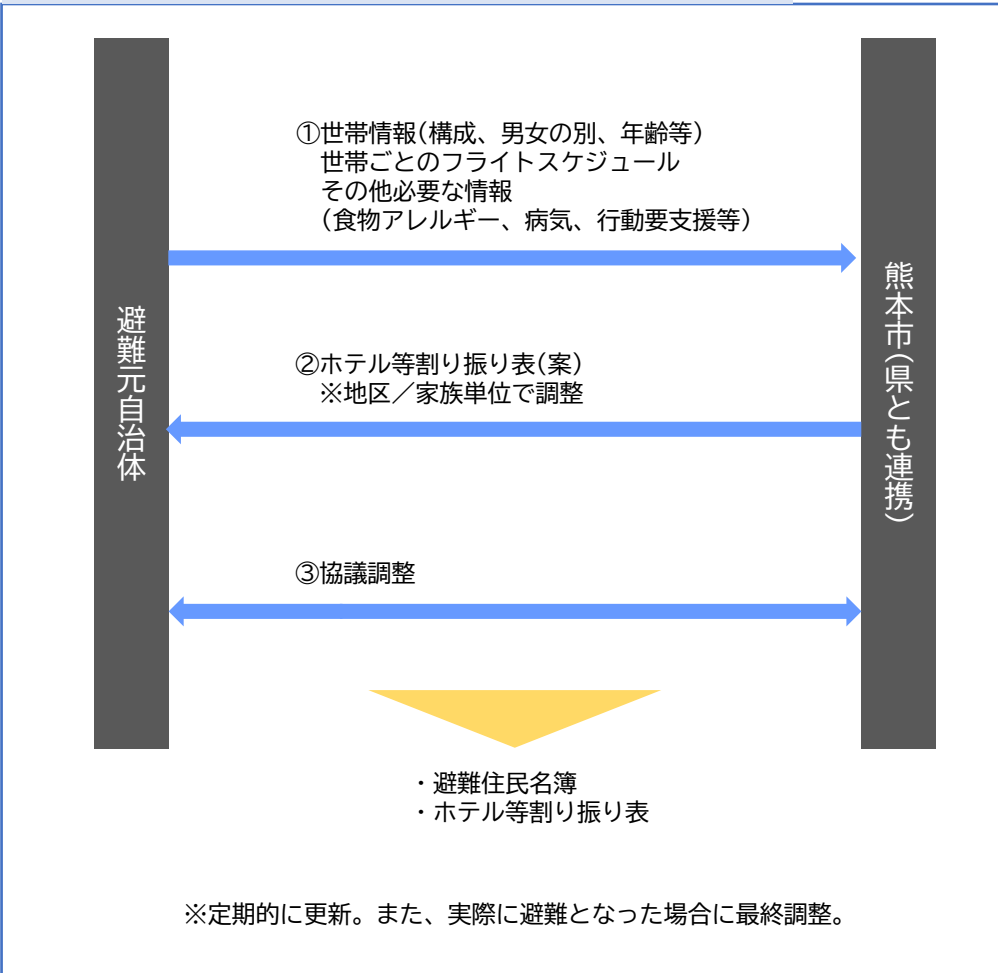 避難元自治体
熊本市(県とも連携)
①世帯情報(構成、男女の別、年齢等)
世帯ごとのフライトスケジュール
その他必要な情報
(食物アレルギー、病気、行動要支援等)
②ホテル等割り振り表(案)
※地区／家族単位で調整
③協議調整
・避難住民名簿
・ホテル等割り振り表
※定期的に更新。また、実際に避難となった場合に最終調整。